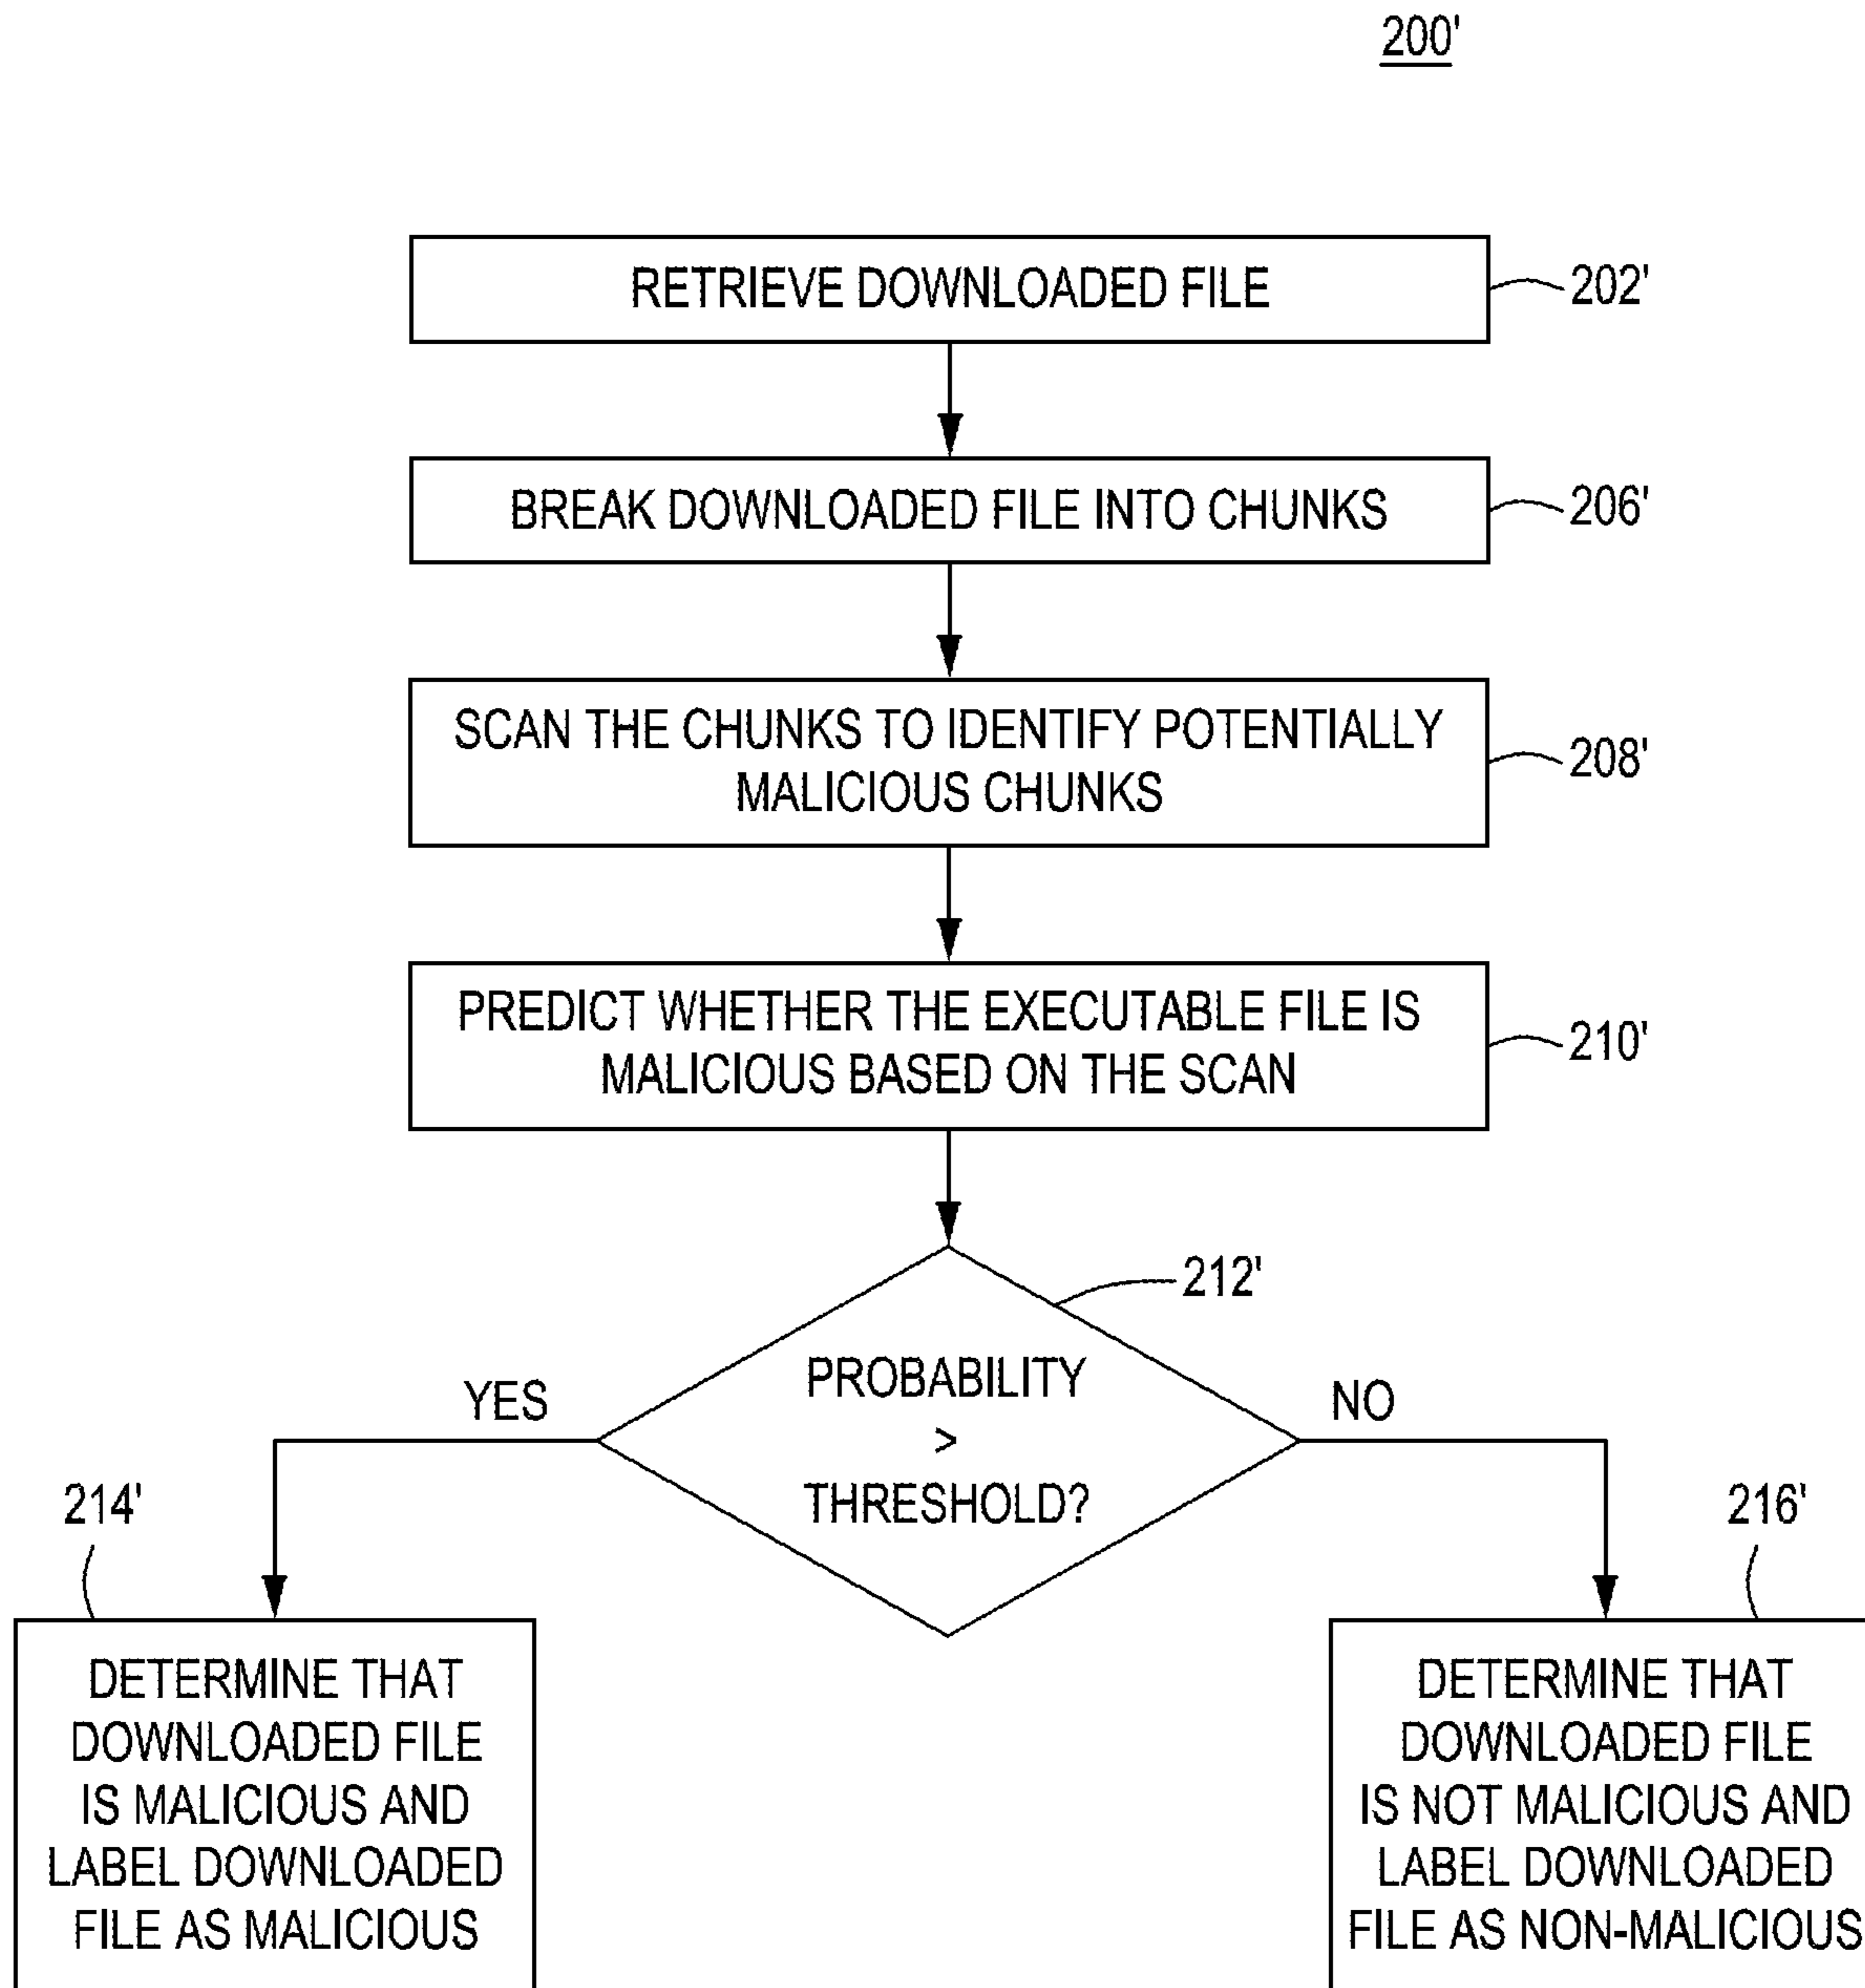 200'
RETRIEVE DOWNLOADED FILE
202'
BREAK DOWNLOADED FILE INTO CHUNKS
206'
SCAN THE CHUNKS TO IDENTIFY POTENTIALLY
MALICIOUS CHUNKS
208'
PREDICT WHETHER THE EXECUTABLE FILE IS
MALICIOUS BASED ON THE SCAN
210'
212'
PROBABILITY
>
THRESHOLD?
YES
NO
214'
216'
DETERMINE THAT
DOWNLOADED FILE
IS MALICIOUS AND
LABEL DOWNLOADED
FILE AS MALICIOUS
DETERMINE THAT
DOWNLOADED FILE
IS NOT MALICIOUS AND
LABEL DOWNLOADED
FILE AS NON-MALICIOUS